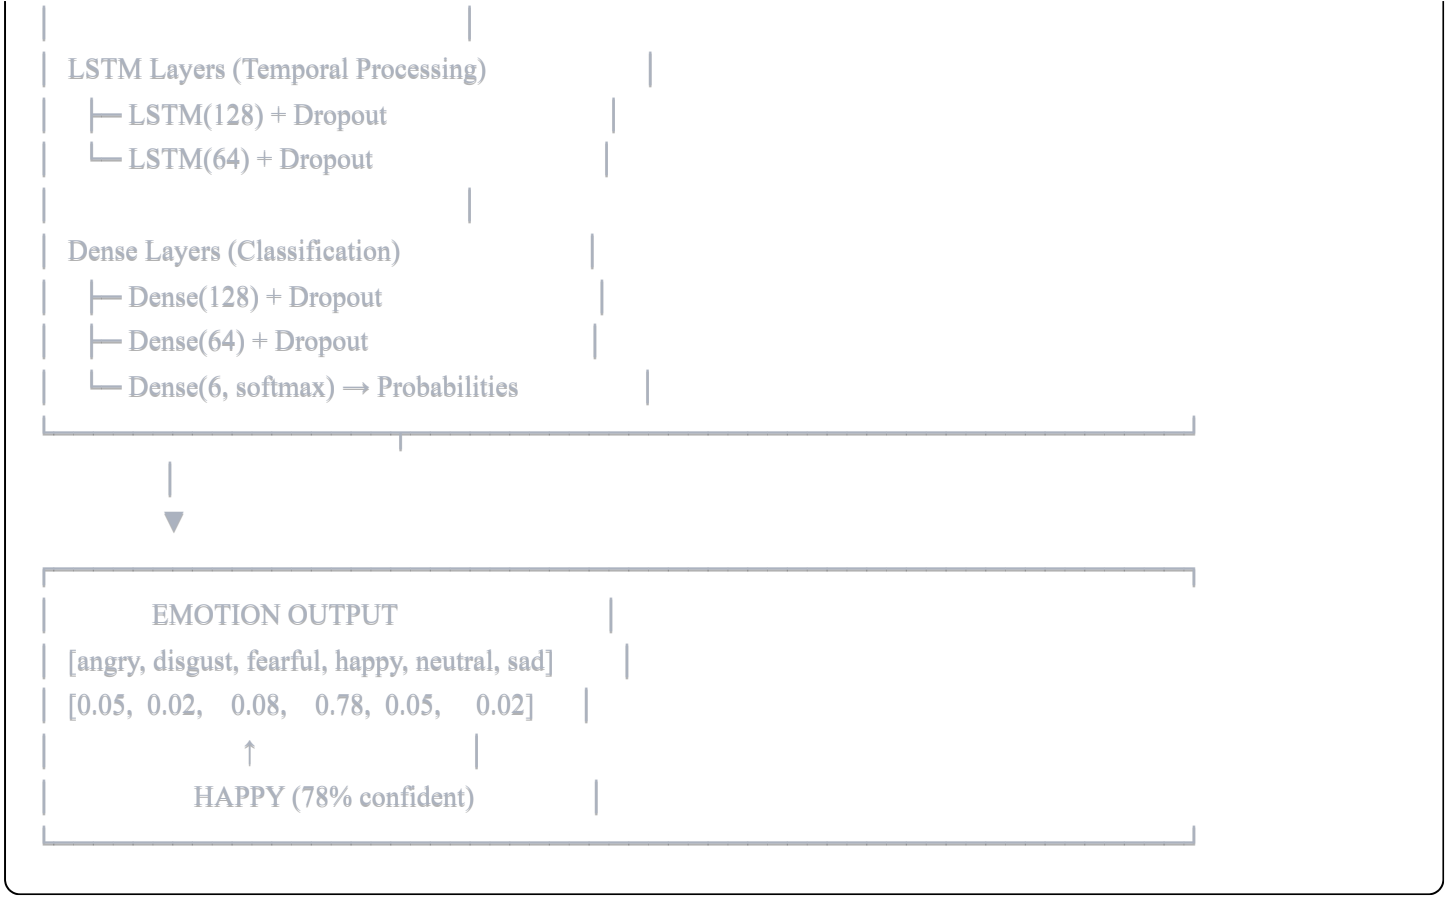 LSTM Layers (Temporal Processing)
├─ LSTM(128) + Dropout
└─ LSTM(64) + Dropout
Dense Layers (Classification)
├─ Dense(128) + Dropout
├─ Dense(64) + Dropout
└─ Dense(6, softmax) → Probabilities
▼
EMOTION OUTPUT
[angry, disgust, fearful, happy, neutral, sad]
[0.05, 0.02, 0.08, 0.78, 0.05, 0.02]
↑
HAPPY (78% confident)